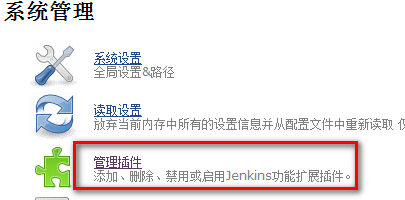 系统管理
系统设置
全局设置&路径
读取设置
放弃当前内存中所有的设置信息并从配置文件中重新读取 仅
管理插件
添加、删除、禁用或启用Jenkins功能扩展插件。